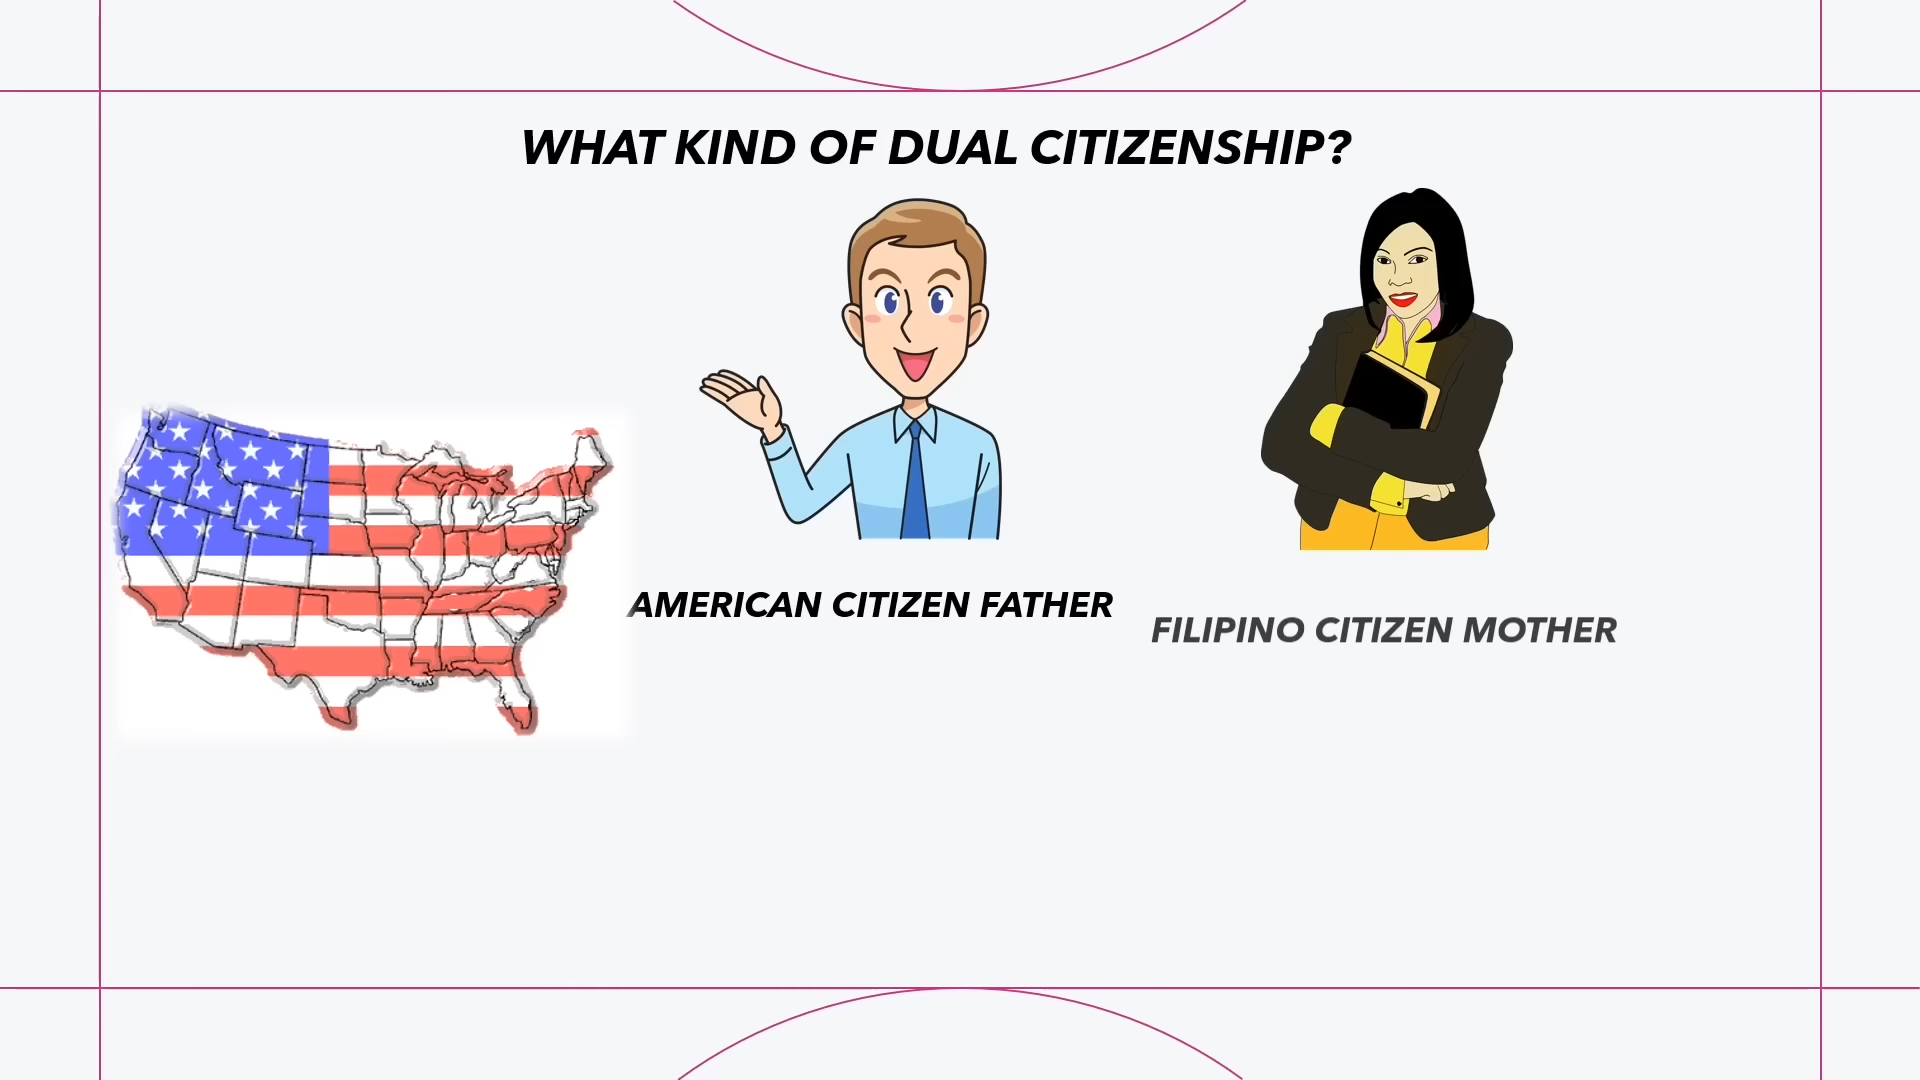 WHAT KIND OF DUAL CITIZENSHIP?
AMERICAN CITIZEN FATHER
FILIPINO CITIZEN MOTHER